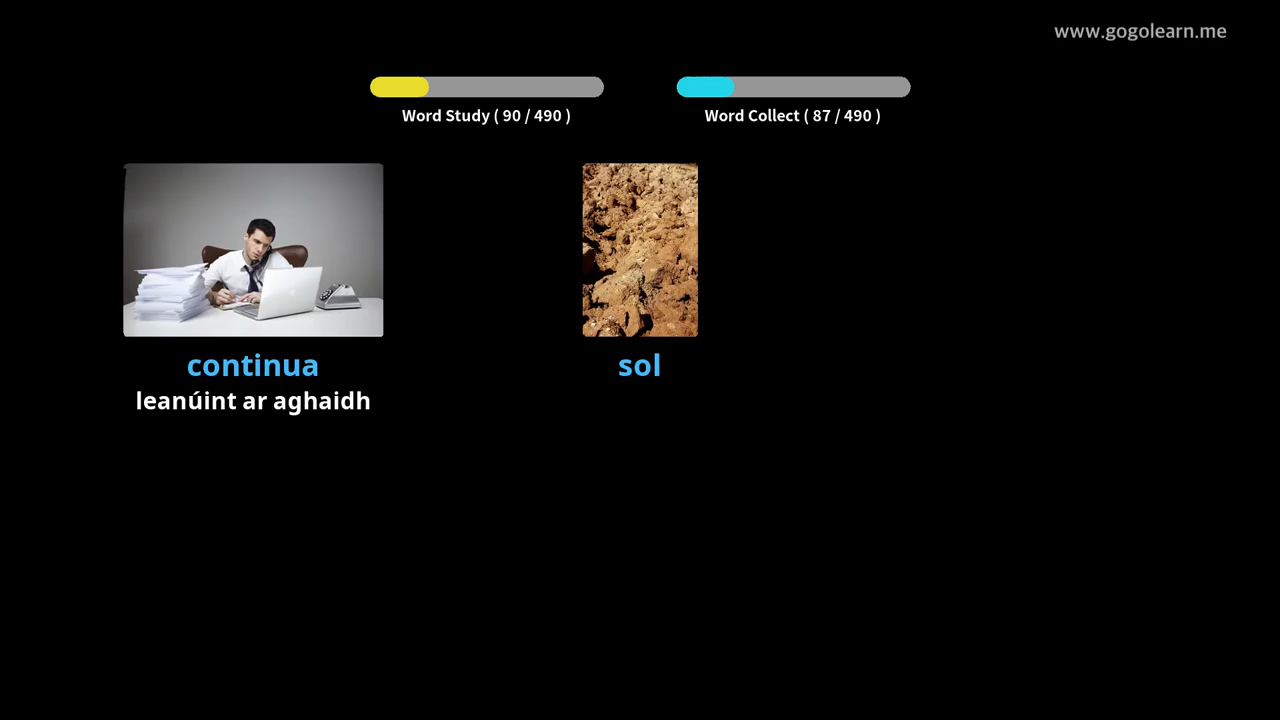 www.gogolearn.me
Word Study ( 90 / 490 )
Word Collect ( 87 / 490 )
continua
leanúint ar aghaidh
sol